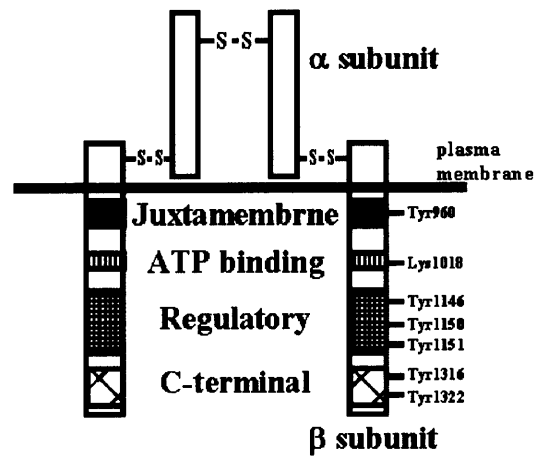 S - S
α subunit
S - S
S - S
plasma
membrane
Juxtamembrne
Tyr960
ATP binding
Lys1018
Tyr1146
Regulatory
Tyr1150
Tyr1151
C-terminal
Tyr1316
Tyr1322
β subunit